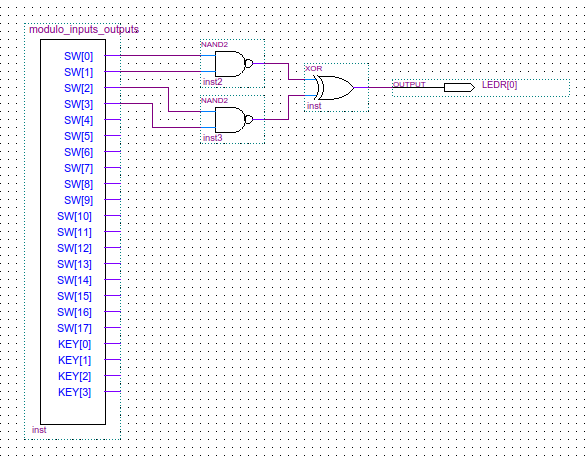 modulo_inputs_outputs
SW[0]
SW[1]
SW[2]
SW[3]
SW[4]
SW[5]
SW[6]
SW[7]
SW[8]
SW[9]
SW[10]
SW[11]
SW[12]
SW[13]
SW[14]
SW[15]
SW[16]
SW[17]
KEY[0]
KEY[1]
KEY[2]
KEY[3]
inst
NAND2
inst2
NAND2
inst3
XOR
inst
OUTPUT
LEDR[0]